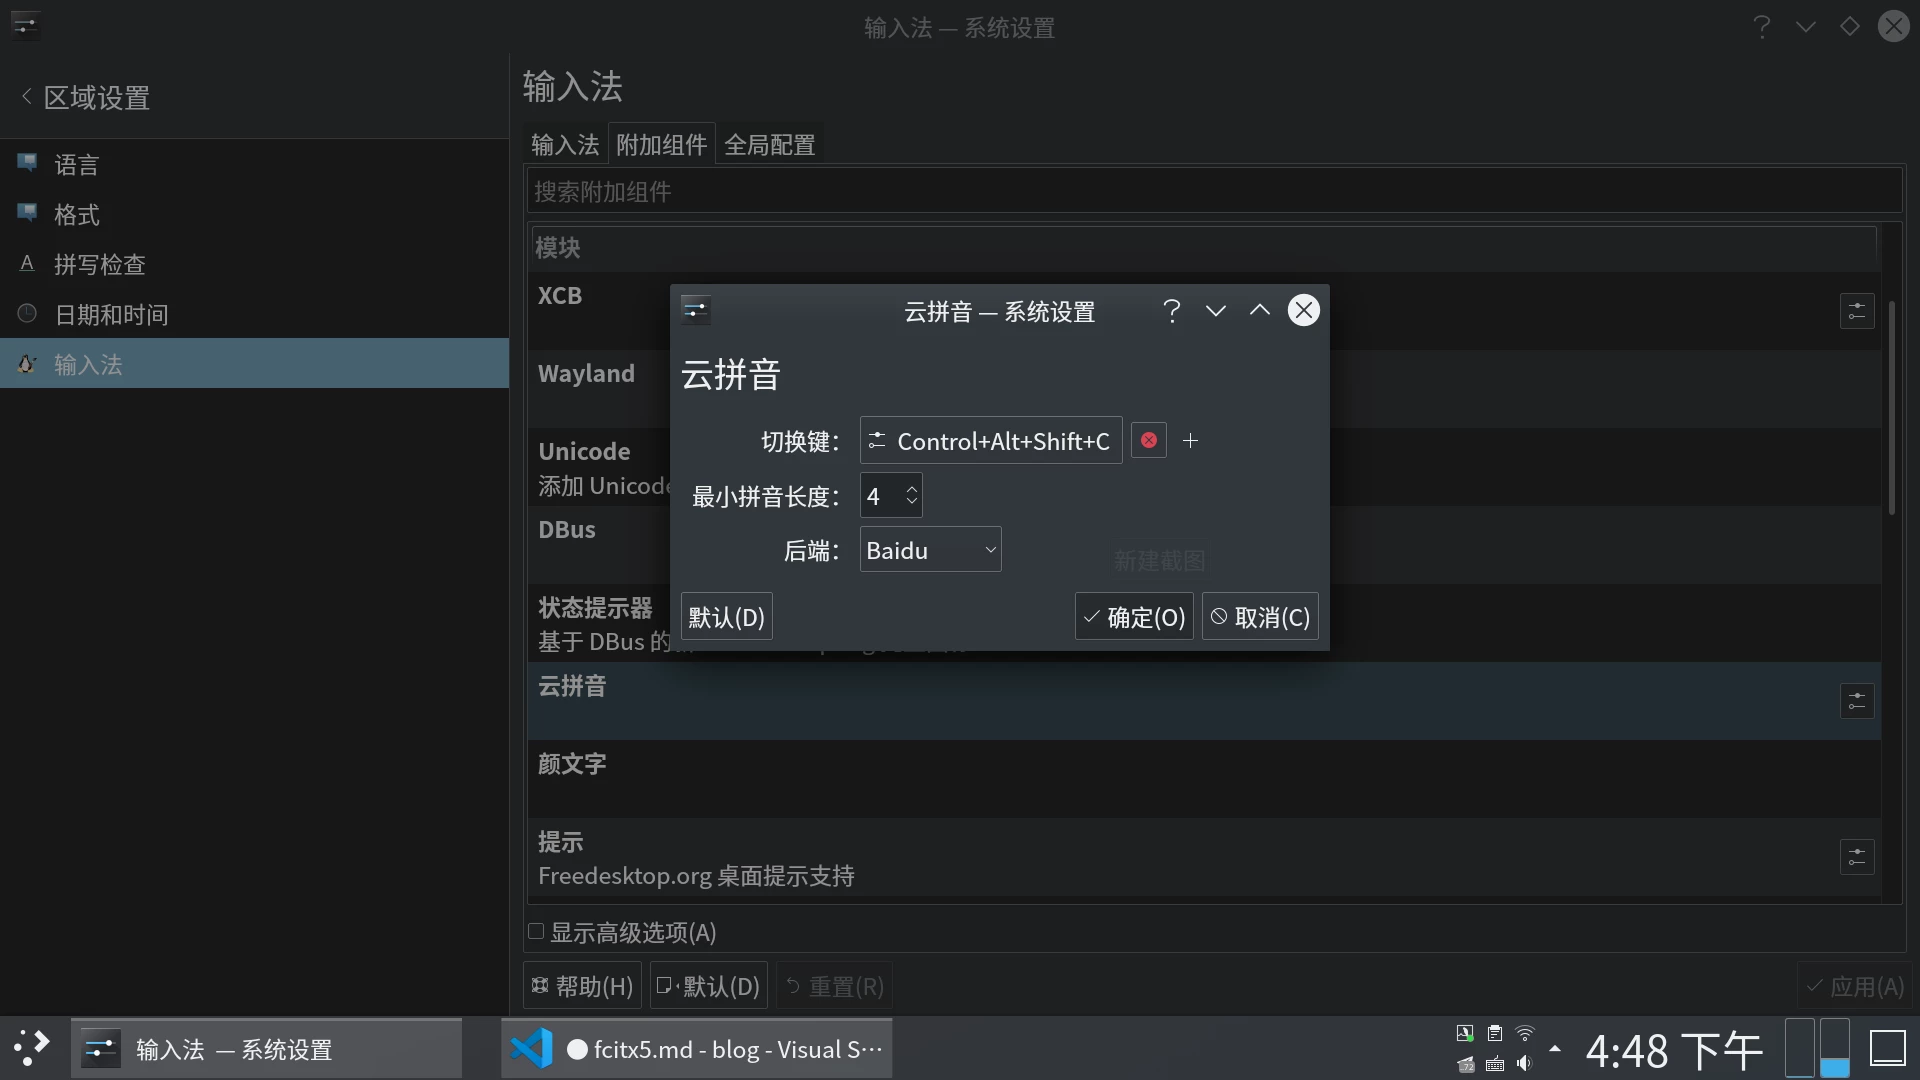 输入法 — 系统设置
区域设置
语言
格式
拼写检查
日期和时间
输入法
输入法
输入法
附加组件
全局配置
搜索附加组件
模块
XCB
Wayland
Unicode
添加 Unicode
DBus
状态提示器
基于 DBus 的
云拼音
颜文字
提示
Freedesktop.org 桌面提示支持
显示高级选项(A)
帮助(H)
默认(D)
重置(R)
应用(A)
云拼音 — 系统设置
云拼音
切换键：
Control+Alt+Shift+C
最小拼音长度：
4
后端：
Baidu
新建截图
默认(D)
确定(O)
取消(C)
输入法 — 系统设置
fcitx5.md - blog - Visual S···
72
4:48 下午